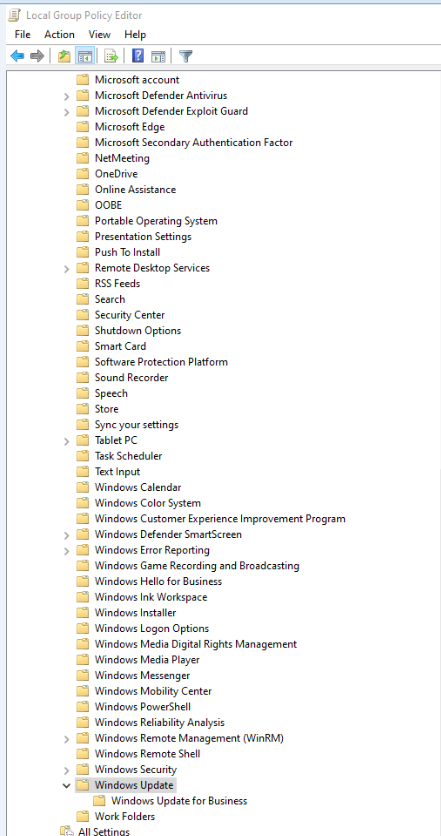 Local Group Policy Editor
File Action View Help
Microsoft account
Microsoft Defender Antivirus
Microsoft Defender Exploit Guard
Microsoft Edge
Microsoft Secondary Authentication Factor
NetMeeting
OneDrive
Online Assistance
OOBE
Portable Operating System
Presentation Settings
Push To Install
Remote Desktop Services
RSS Feeds
Search
Security Center
Shutdown Options
Smart Card
Software Protection Platform
Sound Recorder
Speech
Store
Sync your settings
Tablet PC
Task Scheduler
Text Input
Windows Calendar
Windows Color System
Windows Customer Experience Improvement Program
Windows Defender SmartScreen
Windows Error Reporting
Windows Game Recording and Broadcasting
Windows Hello for Business
Windows Ink Workspace
Windows Installer
Windows Logon Options
Windows Media Digital Rights Management
Windows Media Player
Windows Messenger
Windows Mobility Center
Windows PowerShell
Windows Reliability Analysis
Windows Remote Management (WinRM)
Windows Remote Shell
Windows Security
Windows Update
Windows Update for Business
Work Folders
All Settings